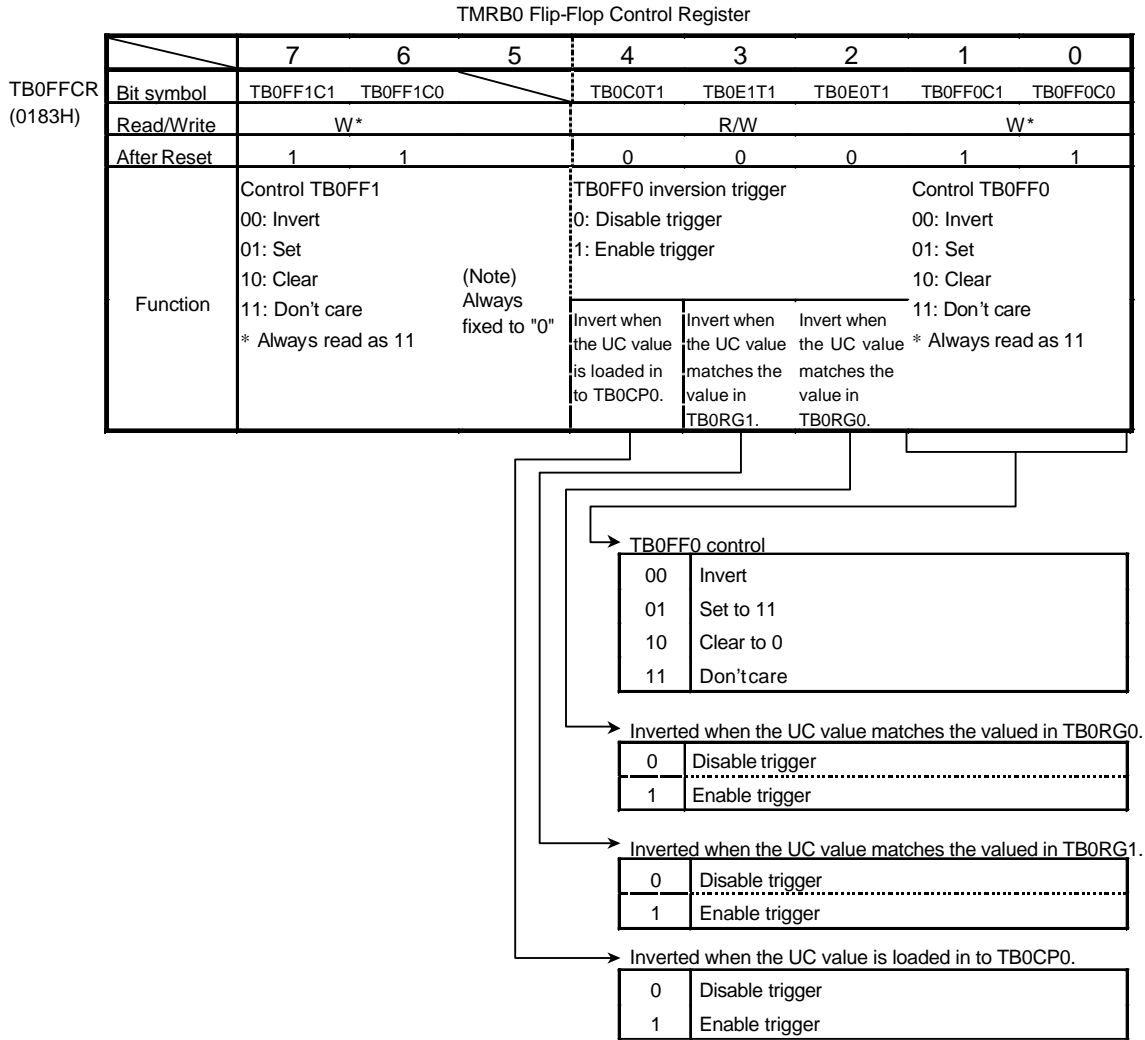 TMRB0 Flip-Flop Control Register
7 6 5 4 3 2 1 0
TB0FFCR
(0183H)
Bit symbol TB0FF1C1 TB0FF1C0 TB0C0T1 TB0E1T1 TB0E0T1 TB0FF0C1 TB0FF0C0
Read/Write W* R/W W*
After Reset 1 1 0 0 0 1 1
Function
Control TB0FF1
00: Invert
01: Set
10: Clear
11: Don't care
* Always read as 11
(Note)
Always
fixed to "0"
TB0FF0 inversion trigger
0: Disable trigger
1: Enable trigger
Invert when
the UC value
is loaded in
to TB0CP0.
Invert when
the UC value
matches the
value in
TB0RG1.
Invert when
the UC value
matches the
value in
TB0RG0.
Control TB0FF0
00: Invert
01: Set
10: Clear
11: Don't care
* Always read as 11
TB0FF0 control
00 Invert
01 Set to 11
10 Clear to 0
11 Don't care
Inverted when the UC value matches the valued in TB0RG0.
0 Disable trigger
1 Enable trigger
Inverted when the UC value matches the valued in TB0RG1.
0 Disable trigger
1 Enable trigger
Inverted when the UC value is loaded in to TB0CP0.
0 Disable trigger
1 Enable trigger